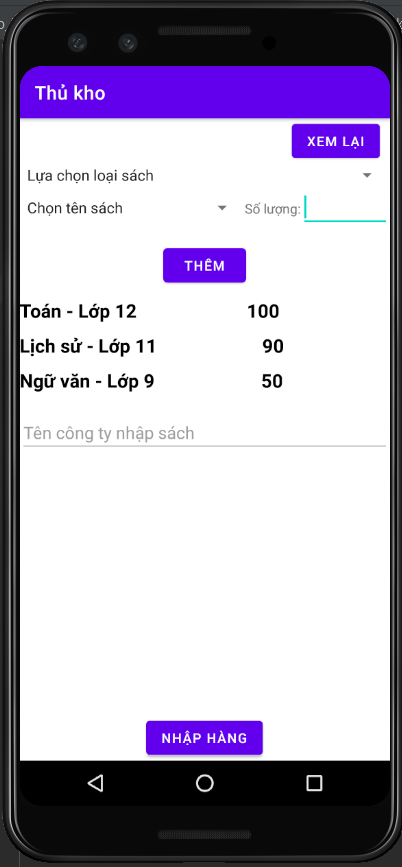 Thủ kho
XEM LẠI
Lựa chọn loại sách
Chọn tên sách Số lượng:
THÊM
Toán - Lớp 12 100
Lịch sử - Lớp 11 90
Ngữ văn - Lớp 9 50
Tên công ty nhập sách
NHẬP HÀNG